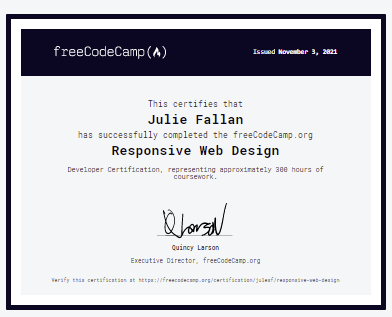 freeCodeCamp(🔥)
Issued November 3, 2021
This certifies that
Julie Fallan
has successfully completed the freeCodeCamp.org
Responsive Web Design
Developer Certification, representing approximately 300 hours of
coursework.
Quincy Larson
Executive Director, freeCodeCamp.org
Verify this certification at https://freecodecamp.org/certification/julesf/responsive-web-design